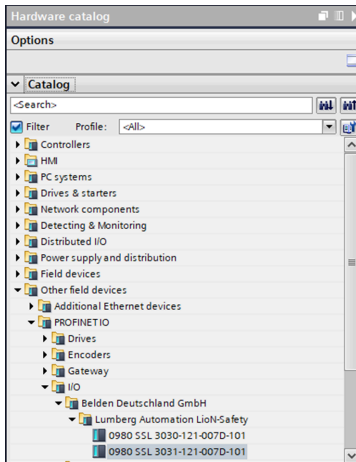 Hardware catalog
Options
Catalog
<Search>
Filter Profile: <All>
Controllers
HMI
PC systems
Drives & starters
Network components
Detecting & Monitoring
Distributed I/O
Power supply and distribution
Field devices
Other field devices
Additional Ethernet devices
PROFINET IO
Drives
Encoders
Gateway
I/O
Belden Deutschland GmbH
Lumberg Automation LioN-Safety
0980 SSL 3030-121-007D-101
0980 SSL 3031-121-007D-101